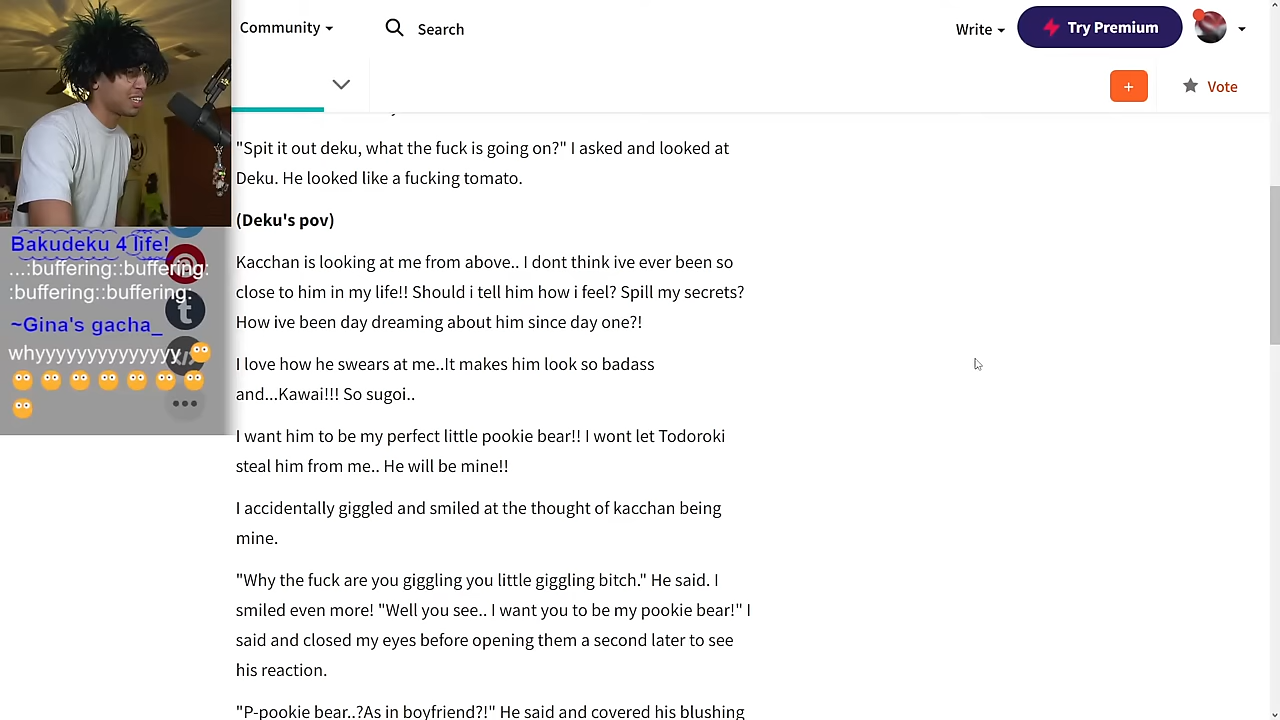 Community
Search
Write
Try Premium
+
Vote
"Spit it out deku, what the fuck is going on?" I asked and looked at
Deku. He looked like a fucking tomato.
(Deku's pov)
Kacchan is looking at me from above.. I dont think ive ever been so
close to him in my life!! Should i tell him how i feel? Spill my secrets?
How ive been day dreaming about him since day one?!
I love how he swears at me..It makes him look so badass
and...Kawai!!! So sugoi..
I want him to be my perfect little pookie bear!! I wont let Todoroki
steal him from me.. He will be mine!!
I accidentally giggled and smiled at the thought of kacchan being
mine.
"Why the fuck are you giggling you little giggling bitch." He said. I
smiled even more! "Well you see.. I want you to be my pookie bear!" I
said and closed my eyes before opening them a second later to see
his reaction.
"P-pookie bear..?As in boyfriend?!" He said and covered his blushing
Bakudeku 4 life!
...:buffering::buffering:
:buffering::buffering:
~Gina's gacha_
whyyyyyyyyyyyyyy